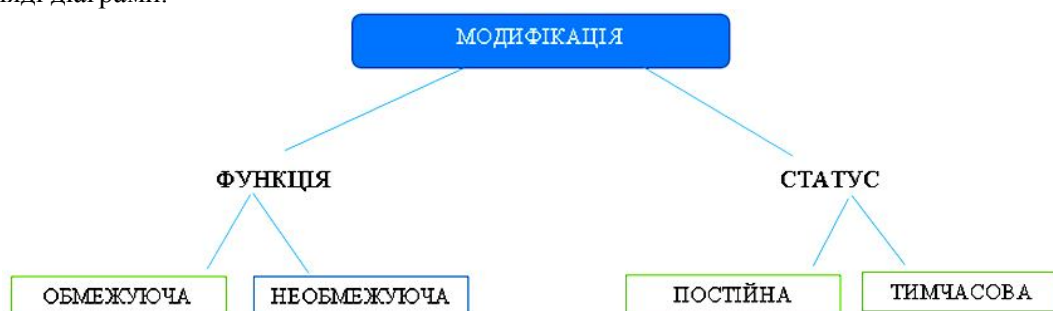 МОДИФІКАЦІЯ
ФУНКЦІЯ
СТАТУС
ОБМЕЖУЮЧА
НЕОБМЕЖУЮЧА
ПОСТІЙНА
ТИМЧАСОВА